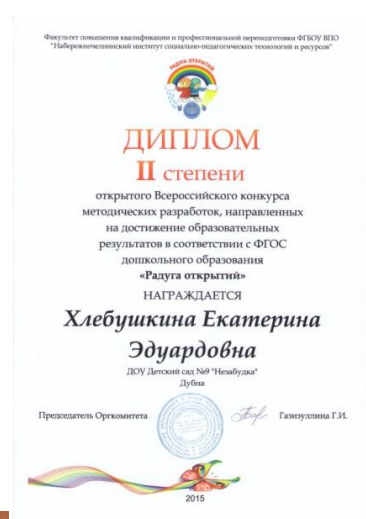 Факультет повышения квалификации и профессиональной переподготовки ФГБОУ ВПО
"Набережночелнинский институт социально-педагогических технологий и ресурсов"
РАДУГА ОТКРЫТИЙ
ДИПЛОМ
II степени
открытого Всероссийского конкурса
методических разработок, направленных
на достижение образовательных
результатов в соответствии с ФГОС
дошкольного образования
«Радуга открытий»
НАГРАЖДАЕТСЯ
Хлебушкина Екатерина
Эдуардовна
ДОУ Детский сад №9 "Незабудка"
Дубна
Председатель Оргкомитета Газизуллина Г.И.
2015